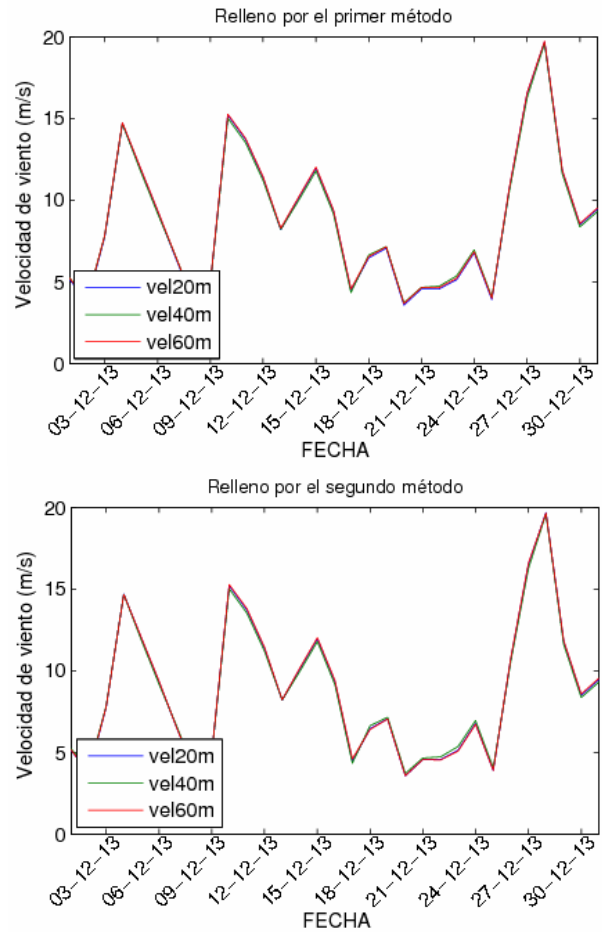 Relleno por el primer método
Velocidad de viento (m/s)
20
15
10
5
0
vel20m
vel40m
vel60m
03-12-13
06-12-13
09-12-13
12-12-13
15-12-13
18-12-13
21-12-13
24-12-13
27-12-13
30-12-13
FECHA
Relleno por el segundo método
Velocidad de viento (m/s)
20
15
10
5
0
vel20m
vel40m
vel60m
03-12-13
06-12-13
09-12-13
12-12-13
15-12-13
18-12-13
21-12-13
24-12-13
27-12-13
30-12-13
FECHA